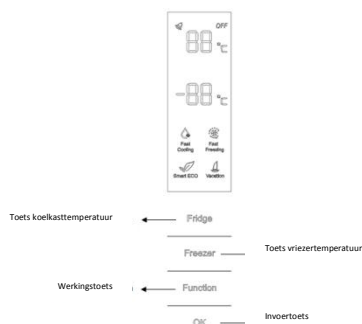 OFF
88 °C
-88 °C
Fast Cooling
Fast Freezing
Smart ECO
Vacation
Toets koelkasttemperatuur
Fridge
Freezer
Toets vriezertemperatuur
Werkingstoets
Function
OK
Invoertoets